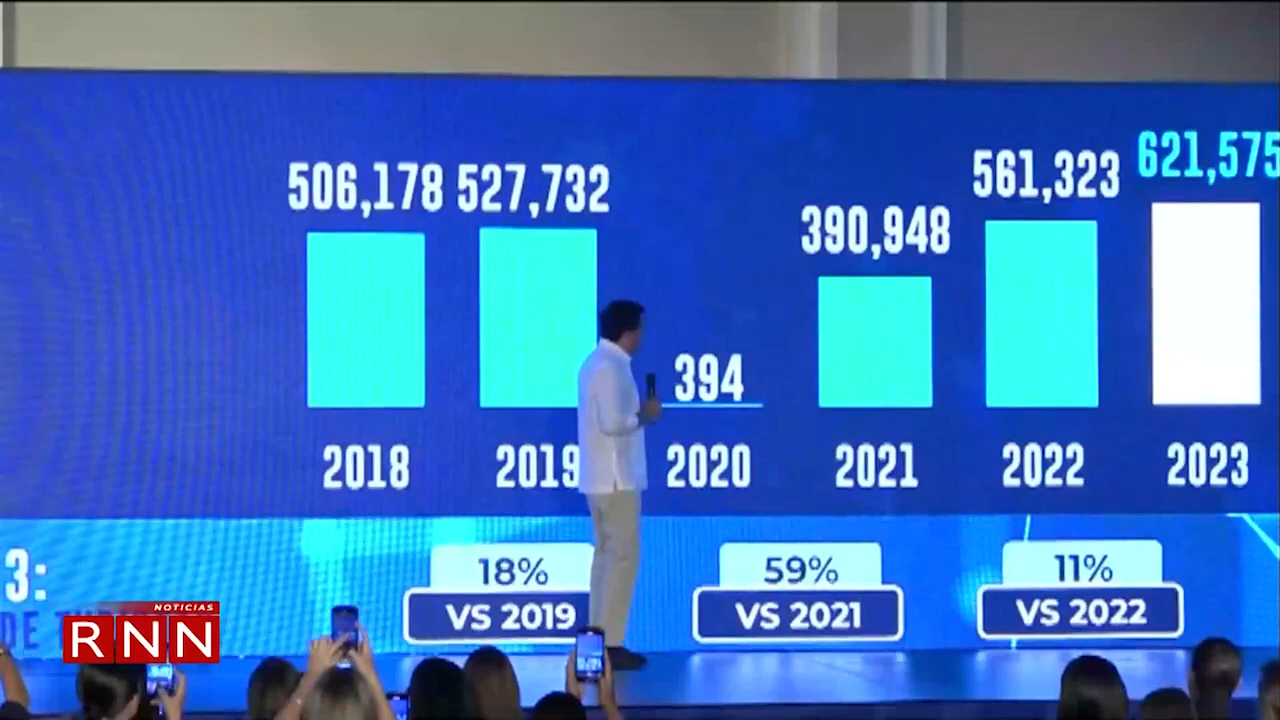 506,178 527,732
394
390,948
561,323
621,575
2018 2019 2020 2021 2022 2023
3:
DE
18%
VS 2019
59%
VS 2021
11%
VS 2022
NOTICIAS
RNN